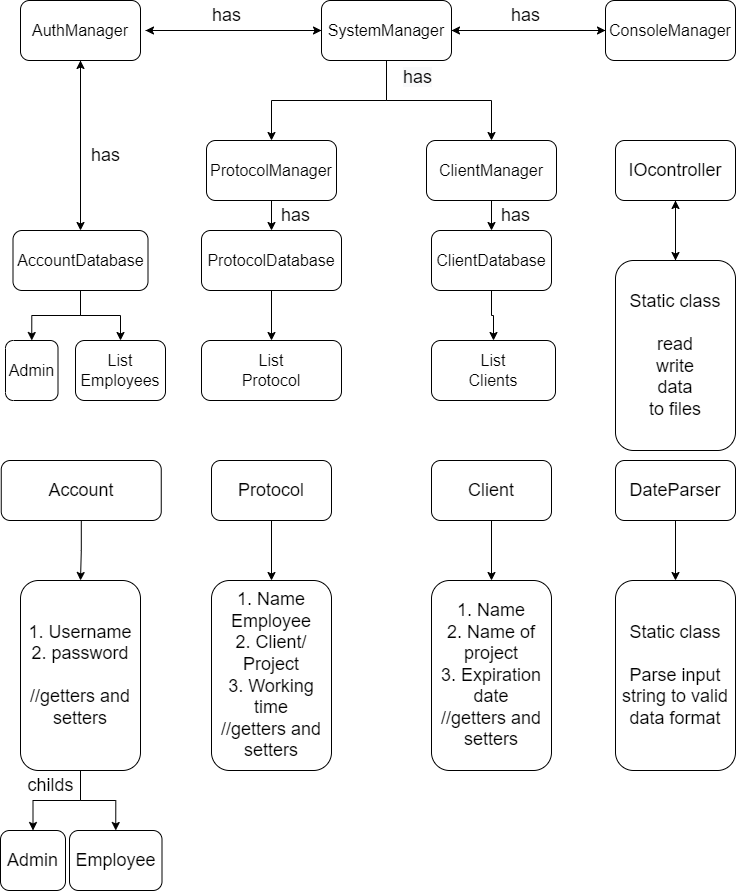 AuthManager
has
SystemManager
has
ConsoleManager
has
has
ProtocolManager
ClientManager
IOcontroller
has
has
AccountDatabase
ProtocolDatabase
ClientDatabase
Static class
read
write
data
to files
Admin
List
Employees
List
Protocol
List
Clients
Account
Protocol
Client
DateParser
1. Username
2. password
//getters and
setters
1. Name
Employee
2. Client/
Project
3. Working
time
//getters and
setters
1. Name
2. Name of
project
3. Expiration
date
//getters and
setters
Static class
Parse input
string to valid
data format
childs
Admin
Employee